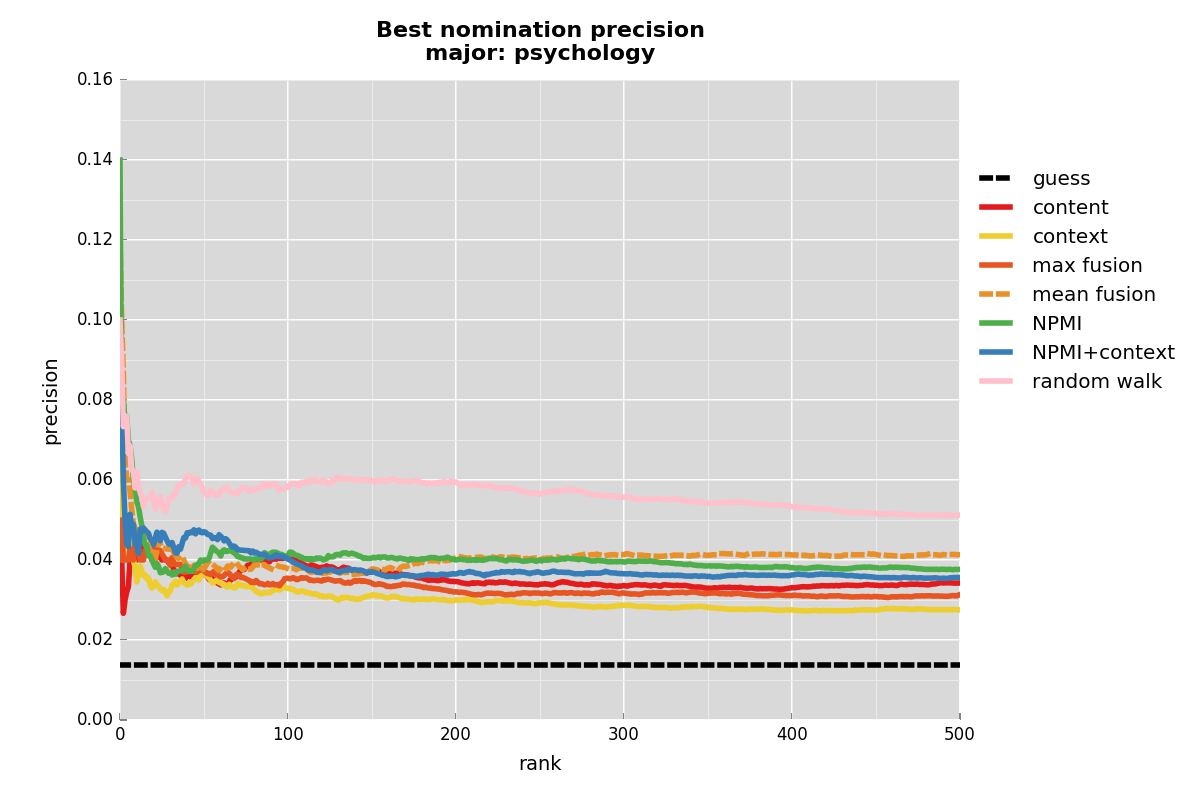 Best nomination precision
major: psychology
0.16
0.14
0.12
0.10
0.08
0.06
0.04
0.02
0.00
precision
0
100
200
300
400
500
rank
guess
content
context
max fusion
mean fusion
NPMI
NPMI+context
random walk